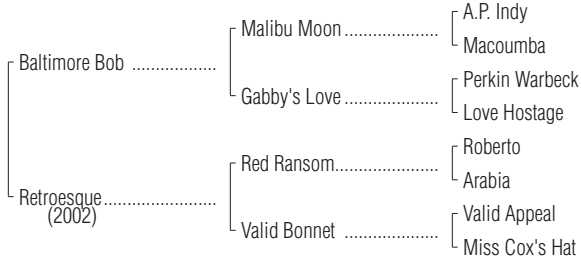 A.P. Indy
Malibu Moon ....................
Macoumba
Baltimore Bob ..................
Perkin Warbeck
Gabby's Love ....................
Love Hostage
Roberto
Red Ransom......................
Arabia
Retroesque........................
(2002)
Valid Appeal
Valid Bonnet ....................
Miss Cox's Hat